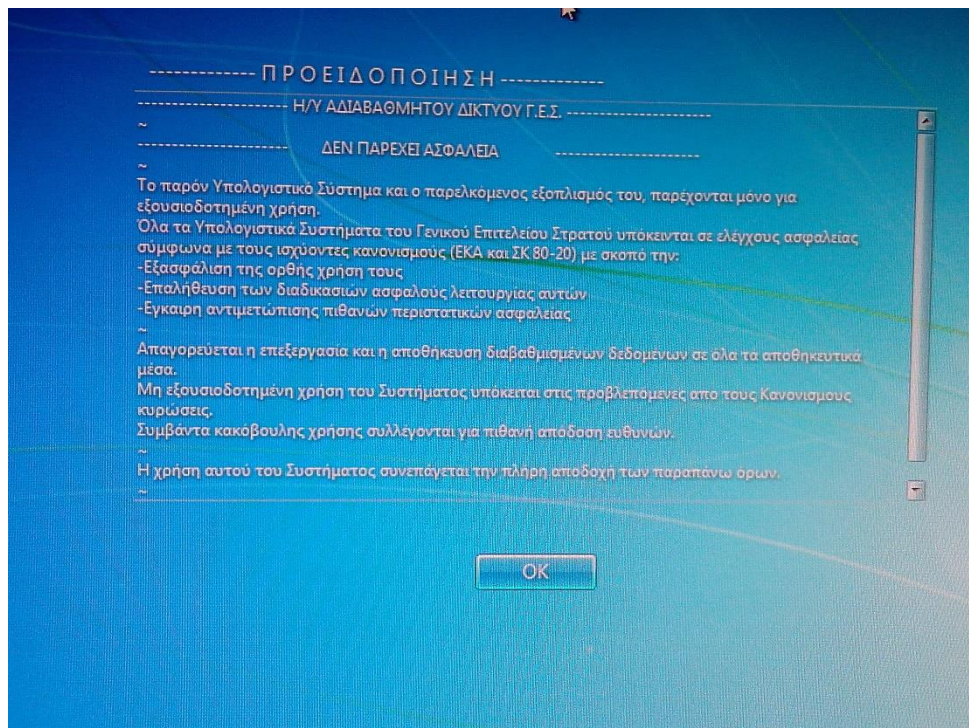 ------------- Π Ρ Ο Ε Ι Δ Ο Π Ο Ι Η Σ Η -------------
---------------------- Η/Υ ΑΔΙΑΒΑΘΜΗΤΟΥ ΔΙΚΤΥΟΥ Γ.Ε.Σ. ---------------------
~
---------------------- ΔΕΝ ΠΑΡΕΧΕΙ ΑΣΦΑΛΕΙΑ ---------------------
~
Το παρόν Υπολογιστικό Σύστημα και ο παρελκόμενος εξοπλισμός του, παρέχονται μόνο για
εξουσιοδοτημένη χρήση.
Όλα τα Υπολογιστικά Συστήματα του Γενικού Επιτελείου Στρατού υπόκεινται σε ελέγχους ασφαλείας
σύμφωνα με τους ισχύοντες κανονισμούς (ΕΚΑ και ΣΚ 80-20) με σκοπό την:
-Εξασφάλιση της ορθής χρήση τους
-Επαλήθευση των διαδικασιών ασφαλούς λειτουργίας αυτών
-Εγκαιρη αντιμετώπισης πιθανών περιστατικών ασφαλείας
~
Απαγορεύεται η επεξεργασία και η αποθήκευση διαβαθμισμένων δεδομένων σε όλα τα αποθηκευτικά
μέσα.
Μη εξουσιοδοτημένη χρήση του Συστήματος υπόκειται στις προβλεπόμενες απο τους Κανονισμους
κυρώσεις.
Συμβάντα κακόβουλης χρήσης συλλέγονται για πιθανή απόδοση ευθυνών.
~
Η χρήση αυτού του Συστήματος συνεπάγεται την πλήρη αποδοχή των παραπάνω όρων.
~
OK